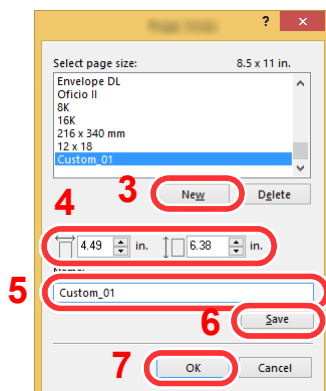 ?
Select page size: 8.5 x 11 in.
Envelope DL
Oficio II
8K
16K
216 x 340 mm
12 x 18
Custom_01
3 New Delete
4
4.49 in. 6.38 in.
Name:
5 Custom_01
6 Save
7 OK Cancel